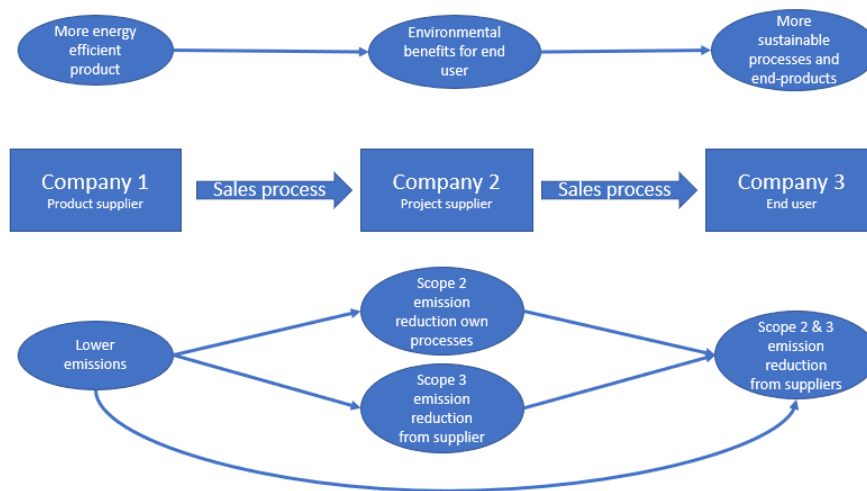 More energy
efficient
product
Environmental
benefits for end
user
More
sustainable
processes and
end-products
Company 1
Product supplier
Sales process
Company 2
Project supplier
Sales process
Company 3
End user
Lower
emissions
Scope 2
emission
reduction own
processes
Scope 3
emission
reduction
from supplier
Scope 2 & 3
emission
reduction
from suppliers